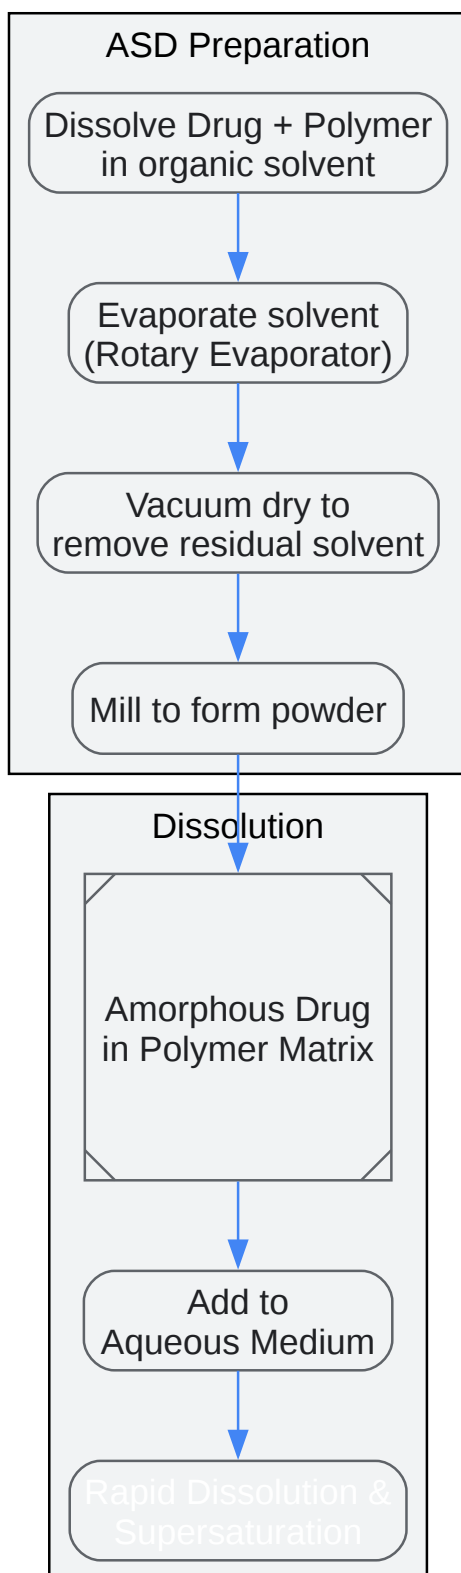 ASD Preparation
Dissolve Drug + Polymer
in organic solvent
Evaporate solvent
(Rotary Evaporator)
Vacuum dry to
remove residual solvent
Mill to form powder
Dissolution
Amorphous Drug
in Polymer Matrix
Add to
Aqueous Medium
Rapid Dissolution &
Supersaturation